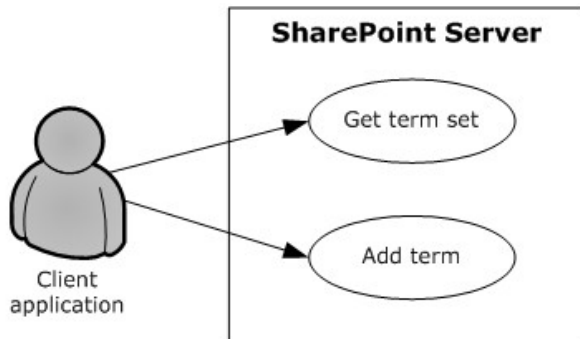 SharePoint Server
Get term set
Add term
Client
application